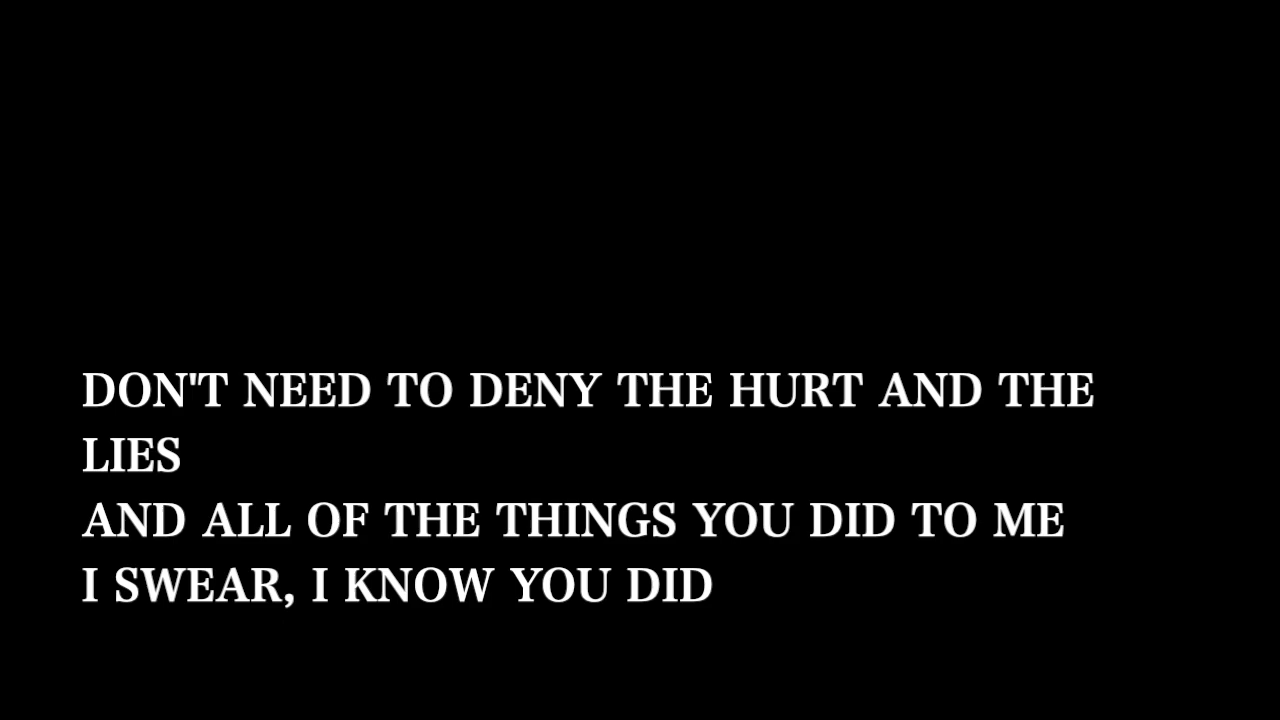 DON'T NEED TO DENY THE HURT AND THE
LIES
AND ALL OF THE THINGS YOU DID TO ME
I SWEAR, I KNOW YOU DID